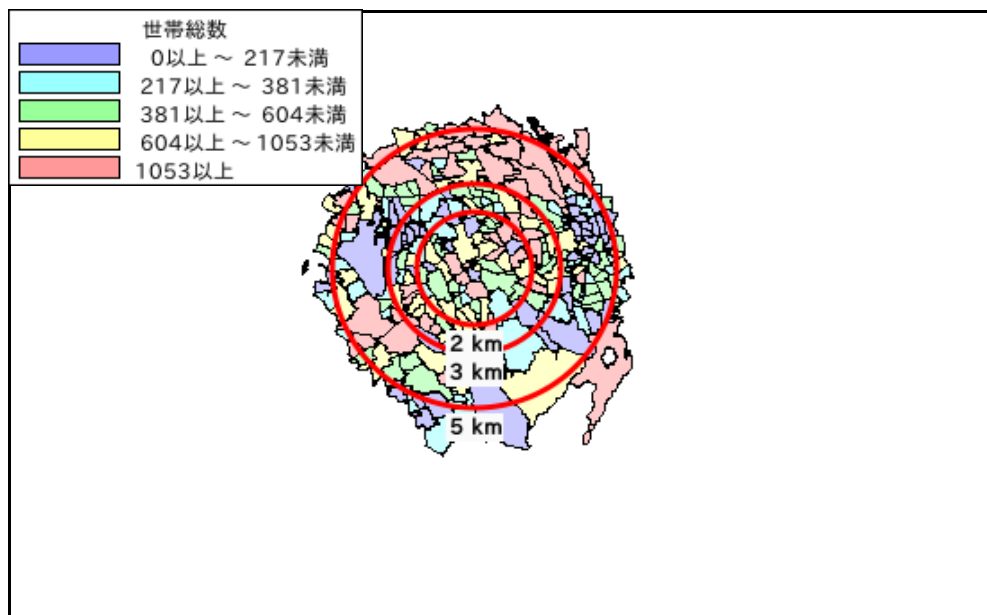 世帯総数
0以上 ～ 217未満
217以上 ～ 381未満
381以上 ～ 604未満
604以上 ～ 1053未満
1053以上
2 km
3 km
5 km